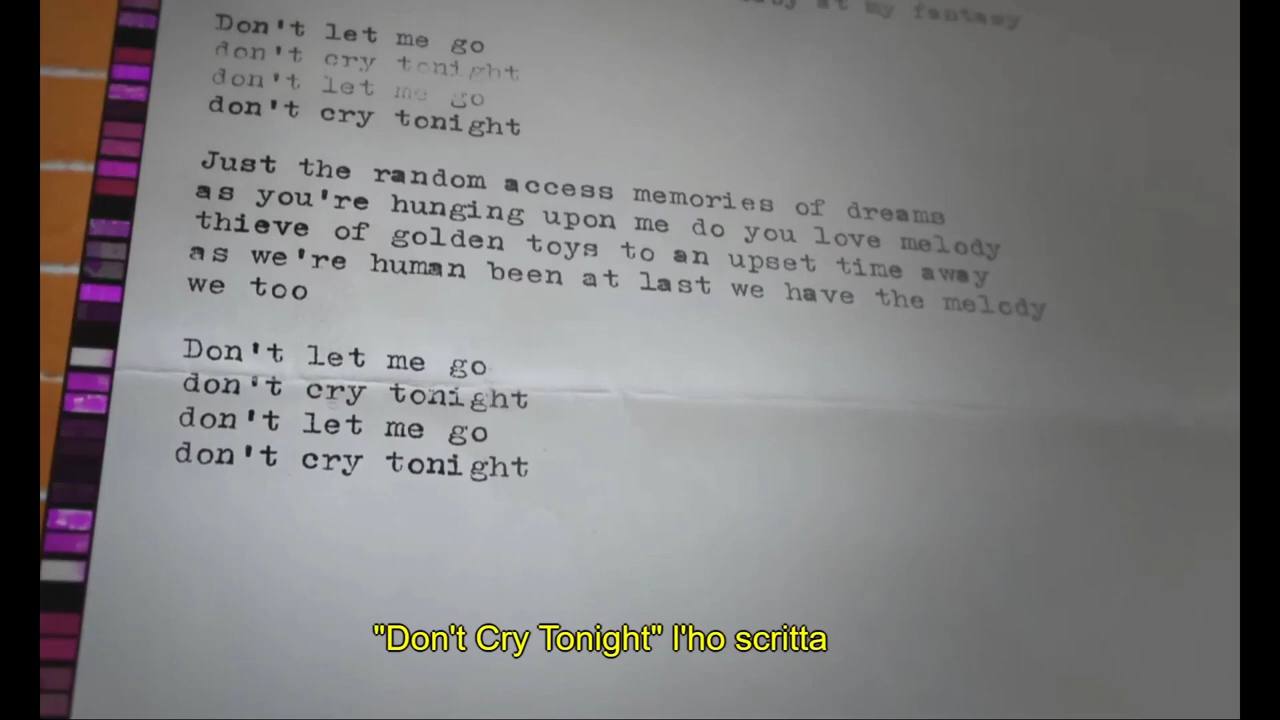 at my fantasy
Don't let me go
don't cry tonight
don't let me go
don't cry tonight
Just the random access memories of dreams
as you're hunging upon me do you love melody
thieve of golden toys to an upset time away
as we're human been at last we have the melody
we too
Don't let me go
don't cry tonight
don't let me go
don't cry tonight
"Don't Cry Tonight" l'ho scritta